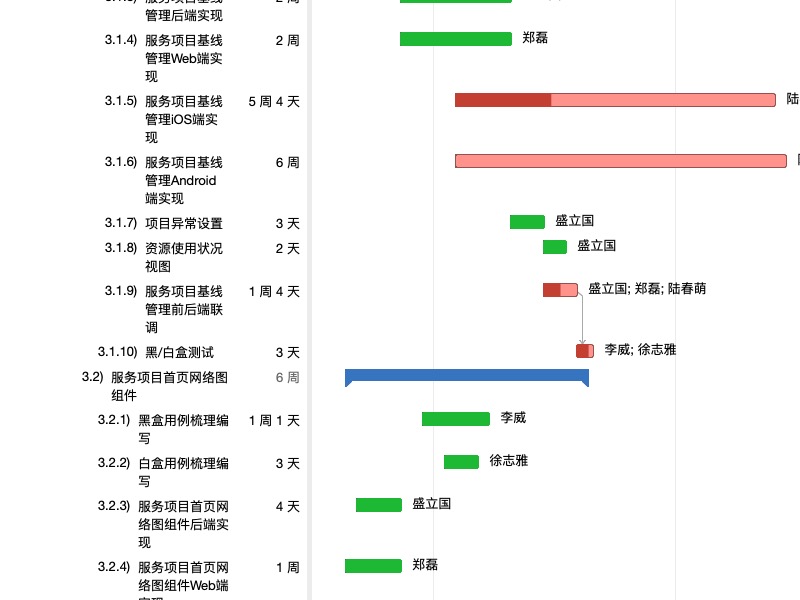 管理后端实现
3.1.4) 服务项目基线 2 周 郑磊
管理Web端实
现
3.1.5) 服务项目基线 5 周 4 天 陆
管理iOS端实
现
3.1.6) 服务项目基线 6 周
管理Android
端实现
3.1.7) 项目异常设置 3 天 盛立国
3.1.8) 资源使用状况 2 天 盛立国
视图
3.1.9) 服务项目基线 1 周 4 天 盛立国; 郑磊; 陆春萌
管理前后端联
调
3.1.10) 黑/白盒测试 3 天 李威; 徐志雅
3.2) 服务项目首页网络图 6 周
组件
3.2.1) 黑盒用例梳理编 1 周 1 天 李威
写
3.2.2) 白盒用例梳理编 3 天 徐志雅
写
3.2.3) 服务项目首页网 4 天 盛立国
络图组件后端实
现
3.2.4) 服务项目首页网 1 周 郑磊
络图组件Web端